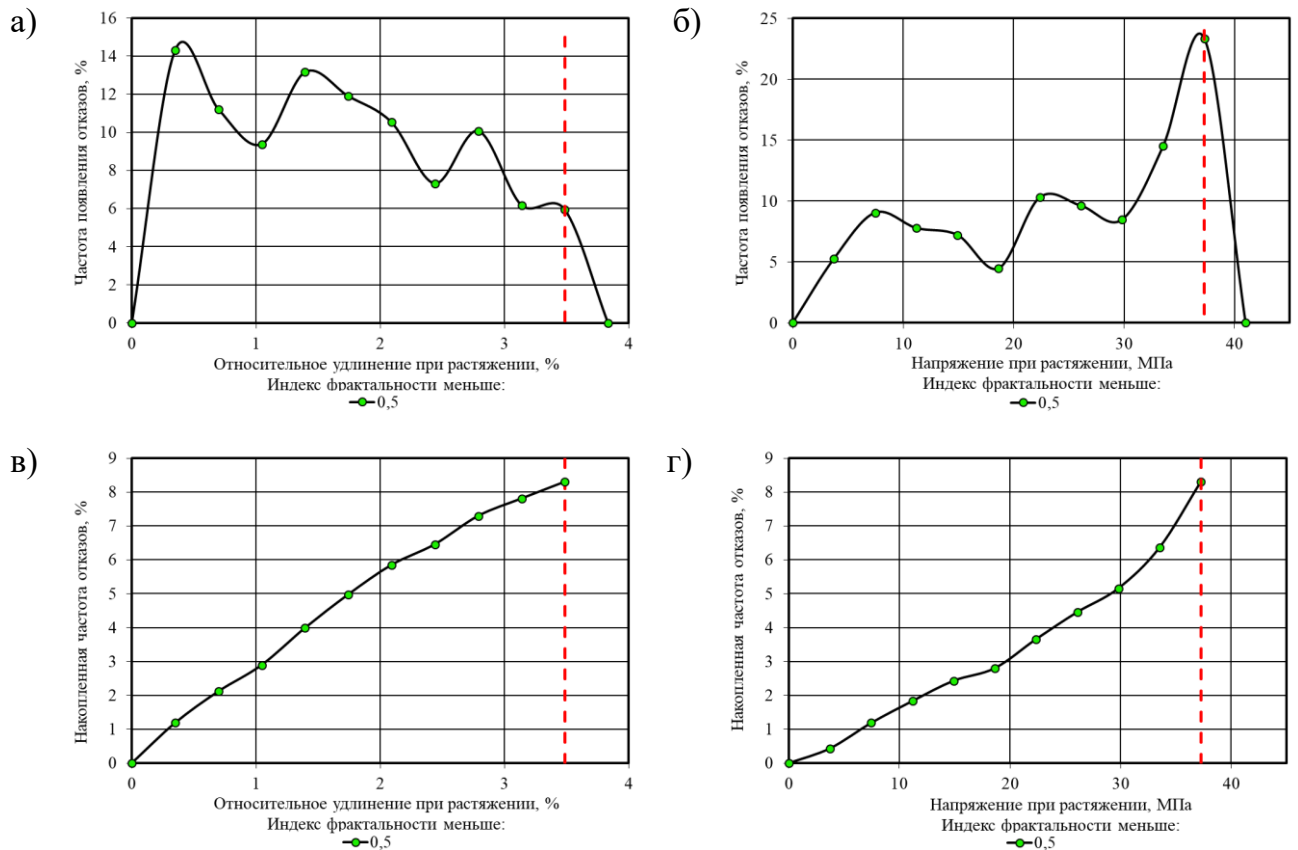 а)
Частота появления отказов, %
16
14
12
10
8
6
4
2
0
0 1 2 3 4
Относительное удлинение при растяжении, %
Индекс фрактальности меньше:
0,5
б)
Частота появления отказов, %
25
20
15
10
5
0
0 10 20 30 40
Напряжение при растяжении, МПа
Индекс фрактальности меньше:
0,5
в)
Накопленная частота отказов, %
9
8
7
6
5
4
3
2
1
0
0 1 2 3 4
Относительное удлинение при растяжении, %
Индекс фрактальности меньше:
0,5
г)
Накопленная частота отказов, %
9
8
7
6
5
4
3
2
1
0
0 10 20 30 40
Напряжение при растяжении, МПа
Индекс фрактальности меньше:
0,5